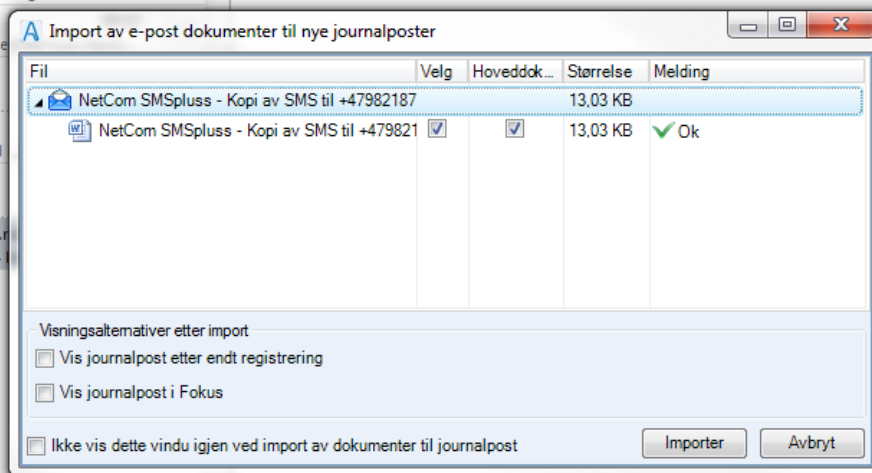 Import av e-post dokumenter til nye journalposter
Fil Velg Hoveddok... Størrelse Melding
NetCom SMSpluss - Kopi av SMS til +47982187 13,03 KB
NetCom SMSpluss - Kopi av SMS til +479821 13,03 KB Ok
Visningsalternativer etter import
Vis journalpost etter endt registrering
Vis journalpost i Fokus
Ikke vis dette vindu igjen ved import av dokumenter til journalpost
Importer Avbryt